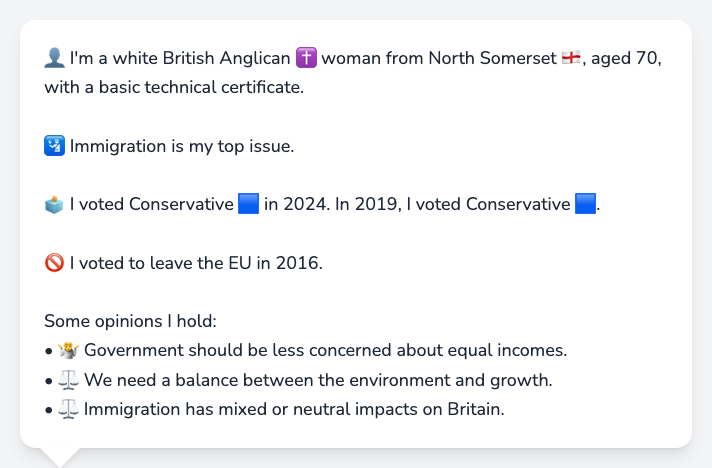 👤 I'm a white British Anglican ✝️ woman from North Somerset 🏴󠁧󠁢󠁥󠁮󠁧󠁿, aged 70,
with a basic technical certificate.
🛂 Immigration is my top issue.
🗳️ I voted Conservative 🟦 in 2024. In 2019, I voted Conservative 🟦.
🚫 I voted to leave the EU in 2016.
Some opinions I hold:
• 🤷 Government should be less concerned about equal incomes.
• ⚖️ We need a balance between the environment and growth.
• ⚖️ Immigration has mixed or neutral impacts on Britain.